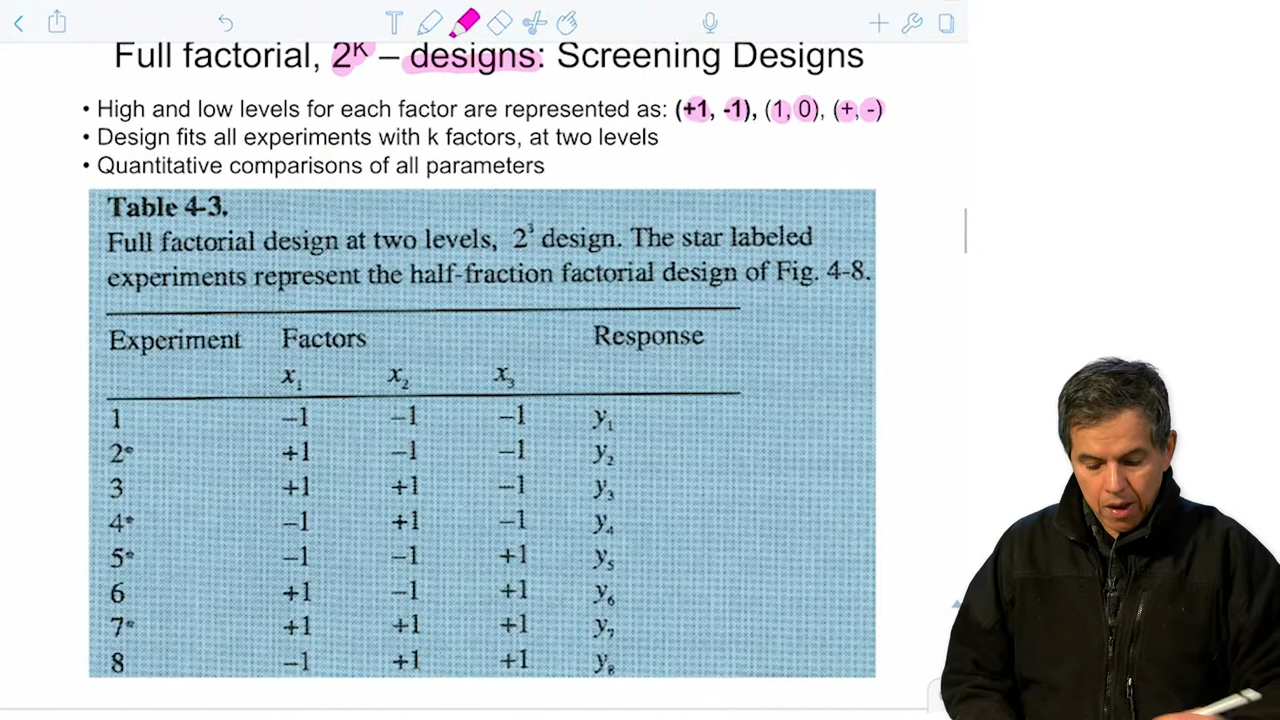 Full factorial, 2^K – designs: Screening Designs
• High and low levels for each factor are represented as: (+1, -1), (1, 0), (+, -)
• Design fits all experiments with k factors, at two levels
• Quantitative comparisons of all parameters
Table 4-3.
Full factorial design at two levels, 2³ design. The star labeled
experiments represent the half-fraction factorial design of Fig. 4-8.
Experiment Factors Response
x₁ x₂ x₃
1 –1 –1 –1 y₁
2* +1 –1 –1 y₂
3 +1 +1 –1 y₃
4* –1 +1 –1 y₄
5* –1 –1 +1 y₅
6 +1 –1 +1 y₆
7* +1 +1 +1 y₇
8 –1 +1 +1 y₈